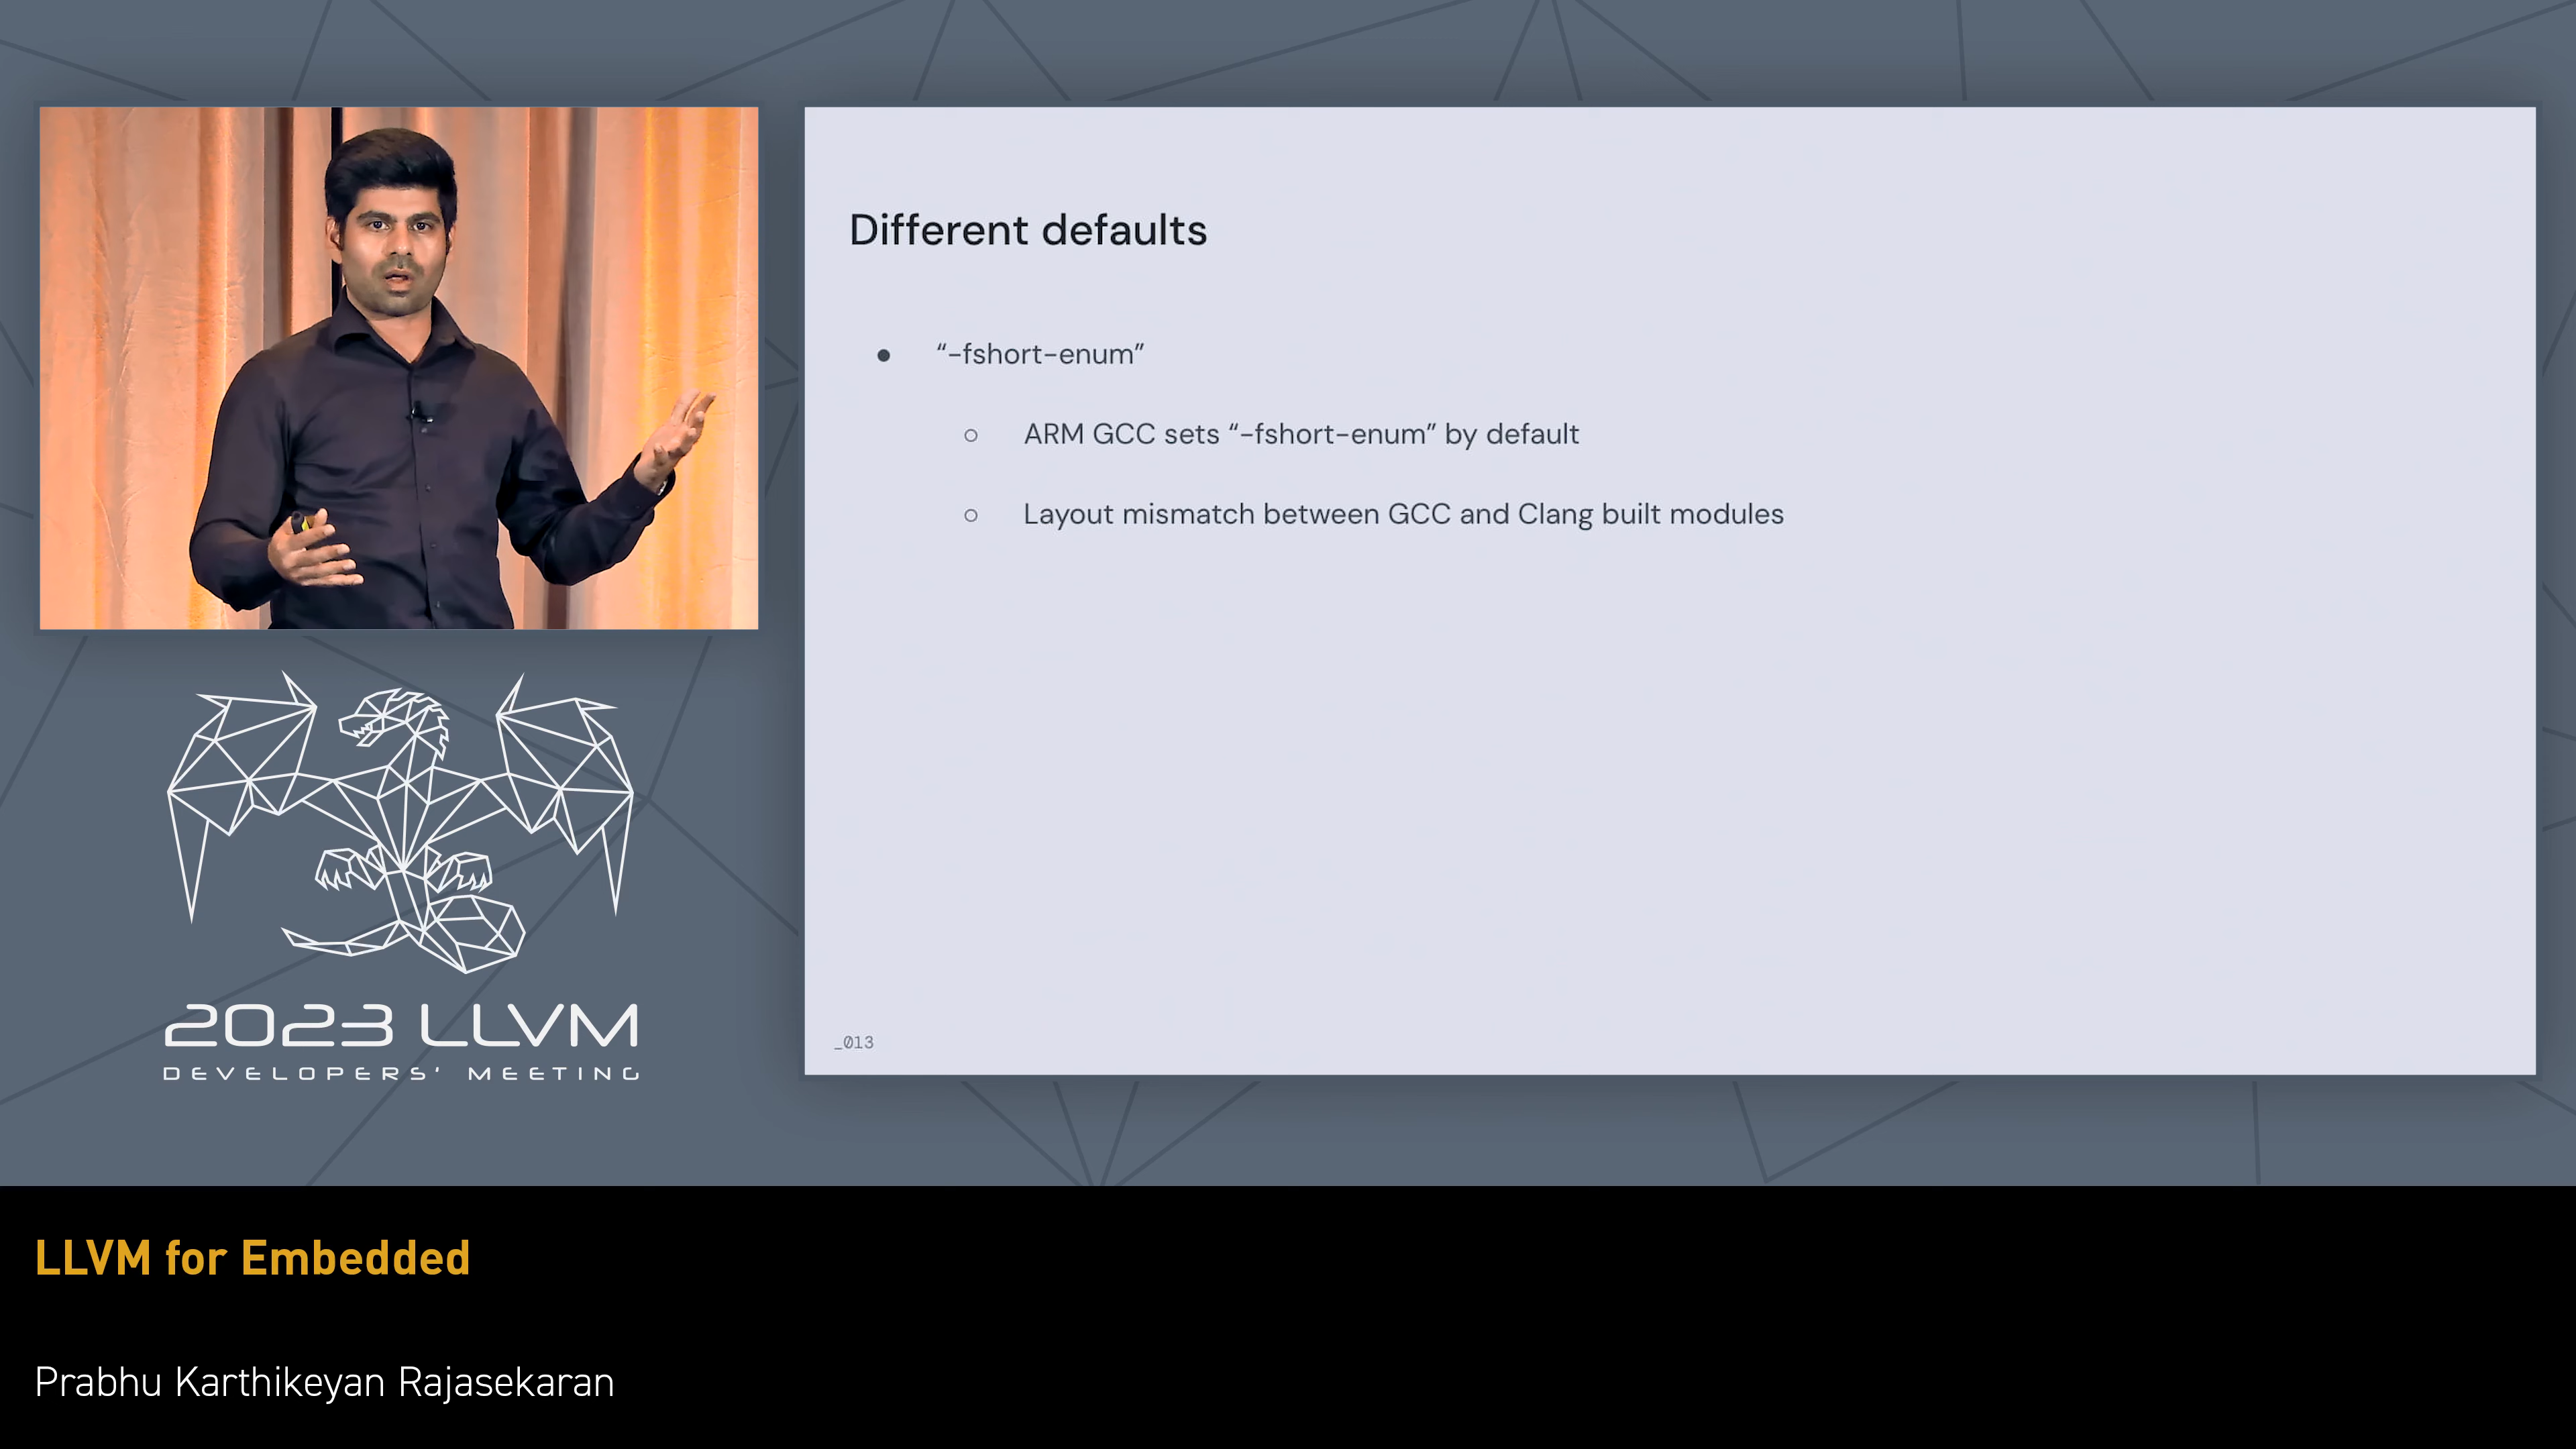 Different defaults
● “-fshort-enum”
○ ARM GCC sets “-fshort-enum” by default
○ Layout mismatch between GCC and Clang built modules
_013
2023 LLVM
DEVELOPERS' MEETING
LLVM for Embedded
Prabhu Karthikeyan Rajasekaran